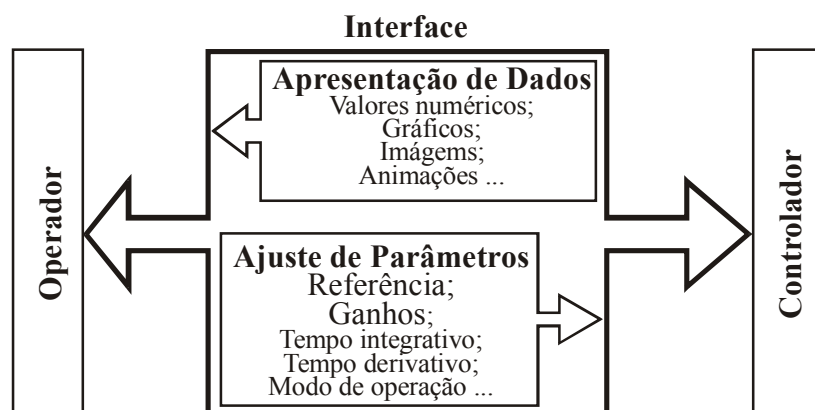 Interface
Operador
Apresentação de Dados
Valores numéricos;
Gráficos;
Imágems;
Animações ...
Ajuste de Parâmetros
Referência;
Ganhos;
Tempo integrativo;
Tempo derivativo;
Modo de operação ...
Controlador